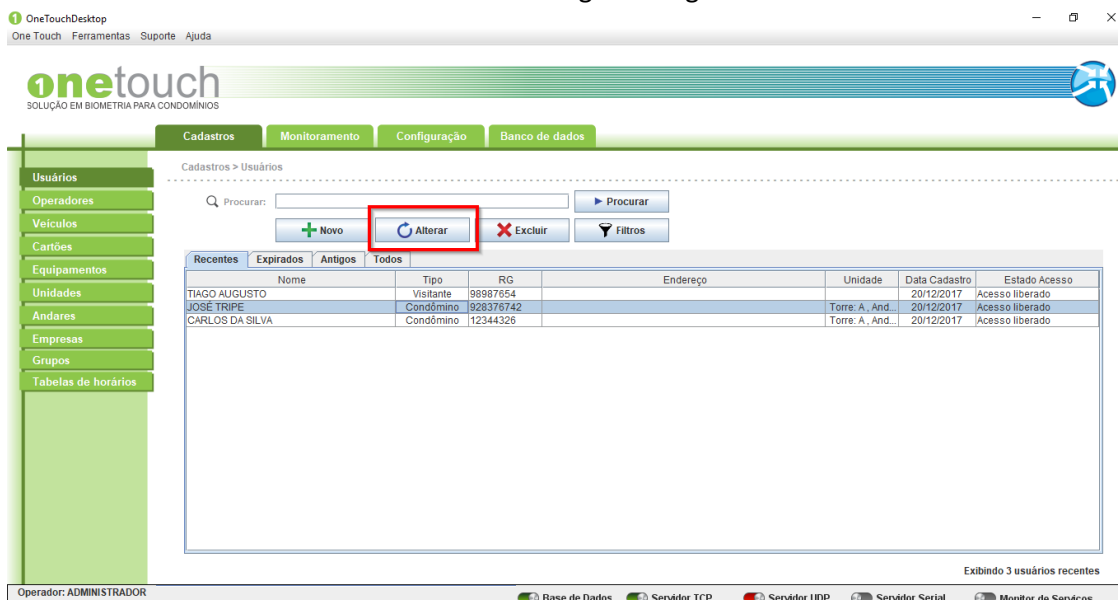 OneTouchDesktop
One Touch Ferramentas Suporte Ajuda
onetouch
SOLUÇÃO EM BIOMETRIA PARA CONDOMÍNIOS
Cadastros Monitoramento Configuração Banco de dados
Cadastros > Usuários
Usuários
Operadores
Veículos
Cartões
Equipamentos
Unidades
Andares
Empresas
Grupos
Tabelas de horários
Procurar: Procurar
Novo Alterar Excluir Filtros
Recentes Expirados Antigos Todos
Nome Tipo RG Endereço Unidade Data Cadastro Estado Acesso
TIAGO AUGUSTO Visitante 98987654 20/12/2017 Acesso liberado
JOSÉ TRIPE Condômino 928376742 Torre: A , And... 20/12/2017 Acesso liberado
CARLOS DA SILVA Condômino 12344326 Torre: A , And... 20/12/2017 Acesso liberado
Exibindo 3 usuários recentes
Operador: ADMINISTRADOR Base de Dados Servidor TCP Servidor UDP Servidor Serial Monitor de Serviços